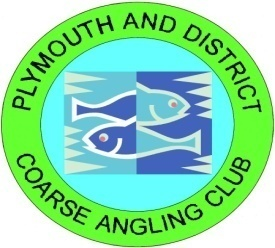 PLYMOUTH AND DISTRICT
COARSE ANGLING CLUB